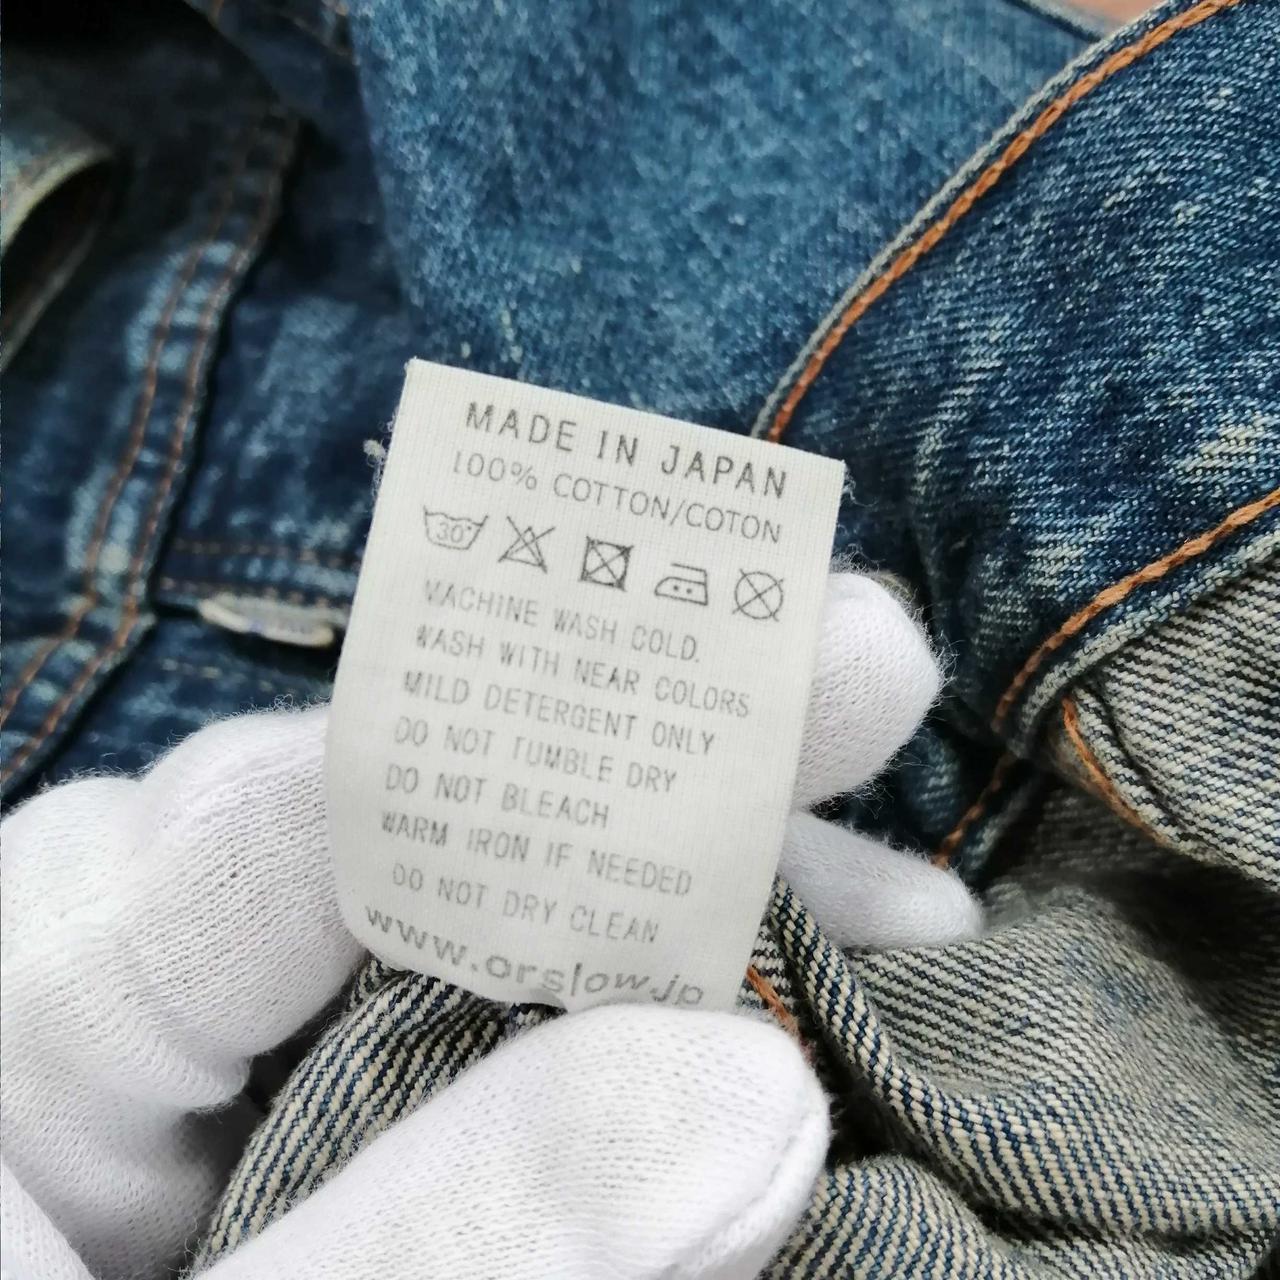 MADE IN JAPAN
100% COTTON/COTON
30°
MACHINE WASH COLD.
WASH WITH NEAR COLORS
MILD DETERGENT ONLY
DO NOT TUMBLE DRY
DO NOT BLEACH
WARM IRON IF NEEDED
DO NOT DRY CLEAN
www.orslow.jp